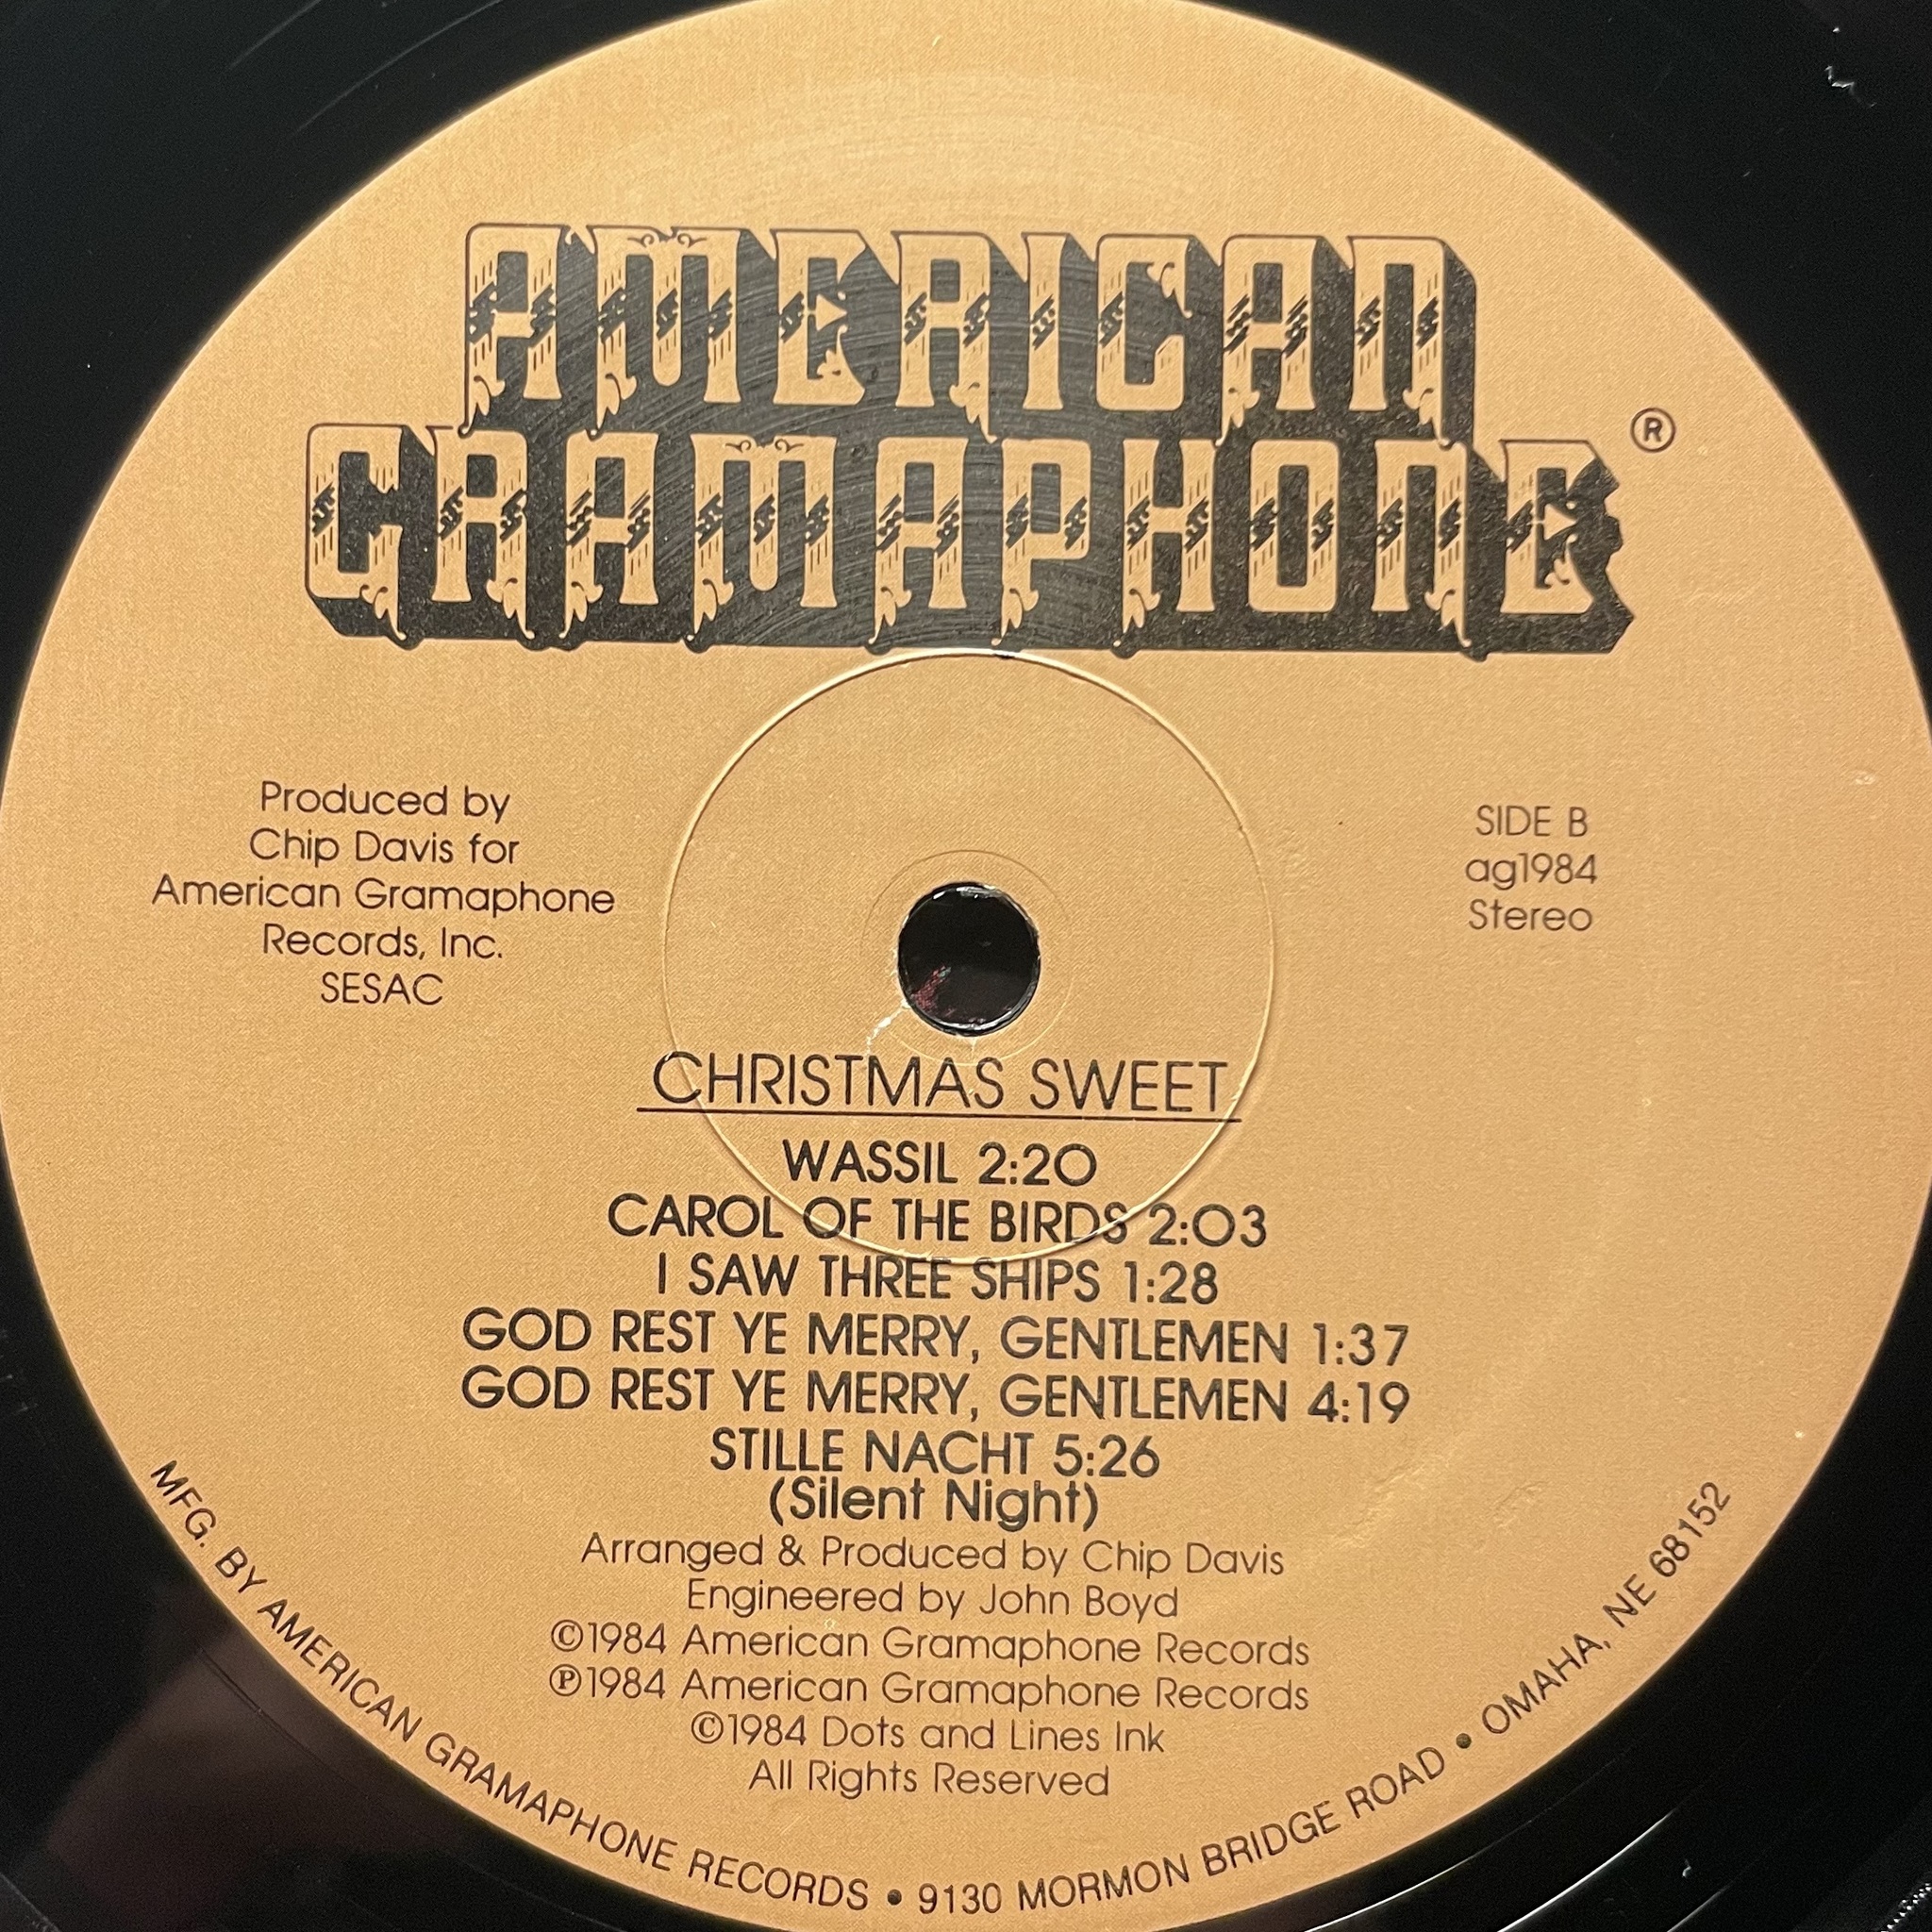 AMERICAN
GRAMAPHONE ®
Produced by
Chip Davis for
American Gramaphone
Records, Inc.
SESAC
SIDE B
ag1984
Stereo
CHRISTMAS SWEET
WASSIL 2:20
CAROL OF THE BIRDS 2:03
I SAW THREE SHIPS 1:28
GOD REST YE MERRY, GENTLEMEN 1:37
GOD REST YE MERRY, GENTLEMEN 4:19
STILLE NACHT 5:26
(Silent Night)
Arranged & Produced by Chip Davis
Engineered by John Boyd
©1984 American Gramaphone Records
℗1984 American Gramaphone Records
©1984 Dots and Lines Ink
All Rights Reserved
MFG. BY AMERICAN GRAMAPHONE RECORDS • 9130 MORMON BRIDGE ROAD • OMAHA, NE 68152